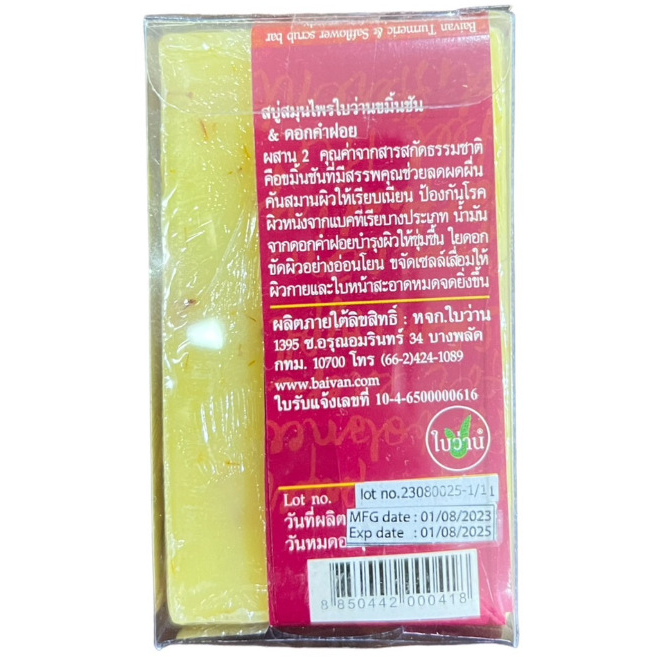 Baivan Turmeric & Safflower scrub bar
สบู่สมุนไพรใบว่านขมิ้นชัน
& ดอกคำฝอย
ผสาน 2 คุณค่าจากสารสกัดธรรมชาติ
คือขมิ้นชันที่มีสรรพคุณช่วยลดผดผื่น
คันสมานผิวให้เรียบเนียน ป้องกันโรค
ผิวหนังจากแบคทีเรียบางประเภท น้ำมัน
จากดอกคำฝอยบำรุงผิวให้ชุ่มชื้น ใยดอก
ขัดผิวอย่างอ่อนโยน ขจัดเซลล์เสื่อมให้
ผิวกายและใบหน้าสะอาดหมดจดยิ่งขึ้น
ผลิตภายใต้ลิขสิทธิ์ : หจก.ใบว่าน
1395 ซ.อรุณอมรินทร์ 34 บางพลัด
กทม. 10700 โทร (66-2)424-1089
www.baivan.com
ใบรับแจ้งเลขที่ 10-4-6500000616
ใบว่าน
Lot no. lot no.23080025-1/11
วันที่ผลิต MFG date : 01/08/2023
วันหมดอ Exp date : 01/08/2025
8 850442 000418